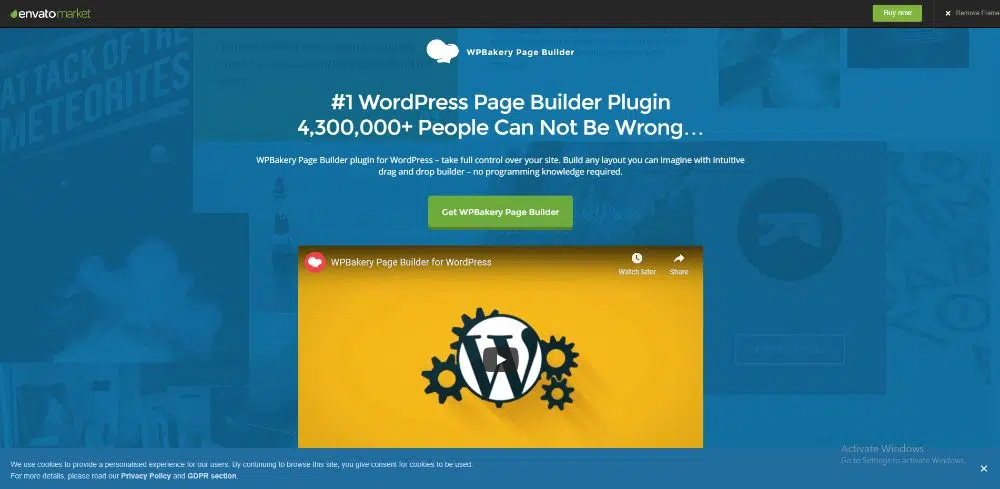 envatomarket
Buy now
Remove Frame
ATTACK OF THE
METEORITES
WPBakery Page Builder
#1 WordPress Page Builder Plugin
4,300,000+ People Can Not Be Wrong…
WPBakery Page Builder plugin for WordPress – take full control over your site. Build any layout you can imagine with intuitive
drag and drop builder – no programming knowledge required.
Get WPBakery Page Builder
WPBakery Page Builder for WordPress
Watch later
Share
Activate Windows
Go to Settings to activate Windows.
We use cookies to provide a personalised experience for our users. By continuing to browse this site, you give consent for cookies to be used.
For more details, please read our Privacy Policy and GDPR section.